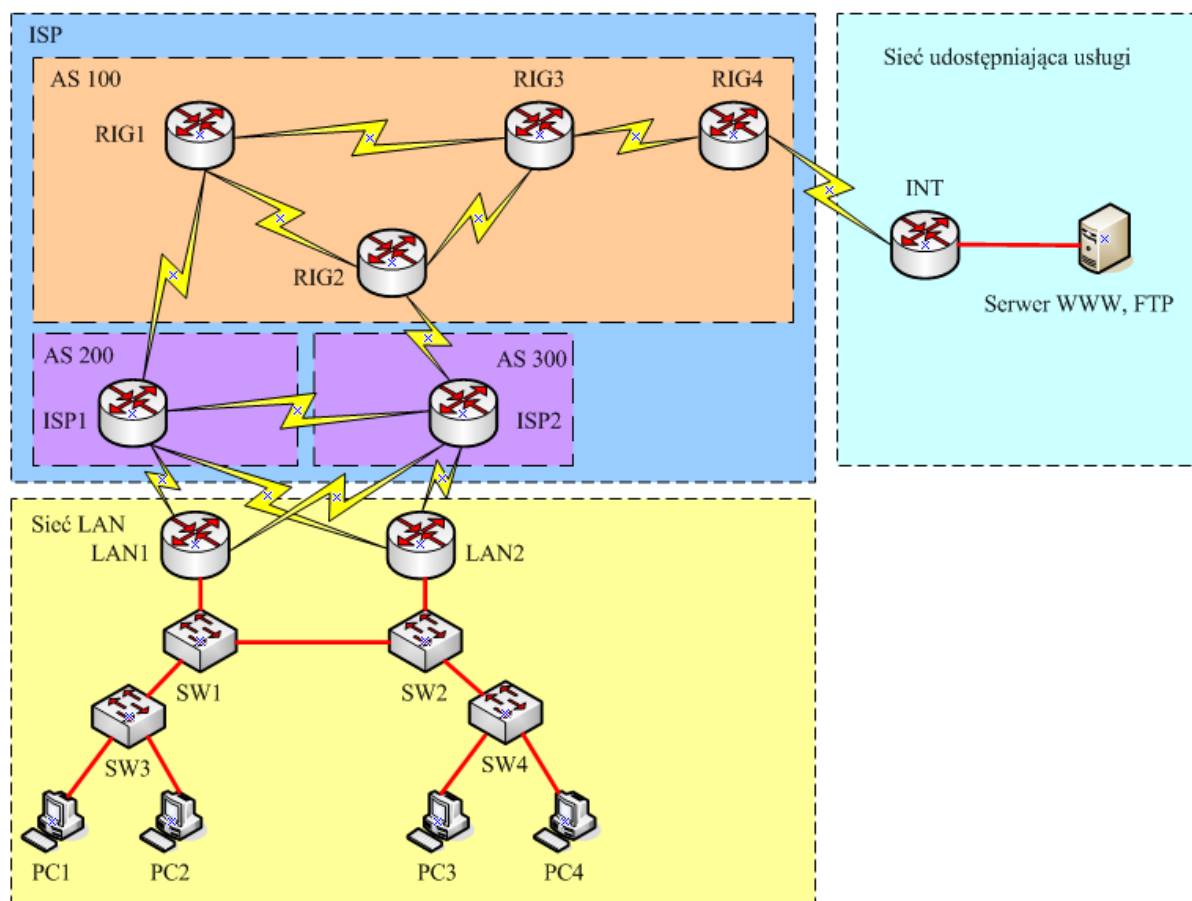 ISP
AS 100
RIG1
RIG3
RIG4
RIG2
AS 200
ISP1
AS 300
ISP2
Sieć udostępniająca usługi
INT
Serwer WWW, FTP
Sieć LAN
LAN1
LAN2
SW1
SW2
SW3
SW4
PC1
PC2
PC3
PC4